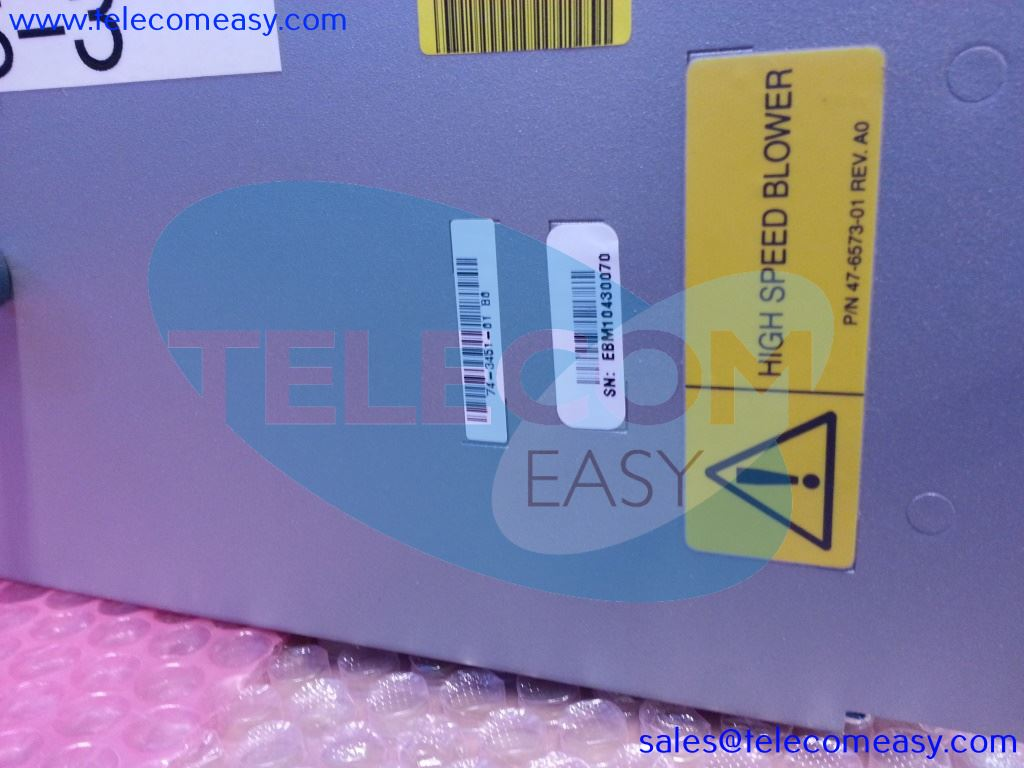 www.telecomeasy.com
-3
HIGH SPEED BLOWER
P/N 47-6573-01 REV. A0
74-3451-01 B0
SN: EBM10430070
TELECOM
EASY
sales@telecomeasy.com